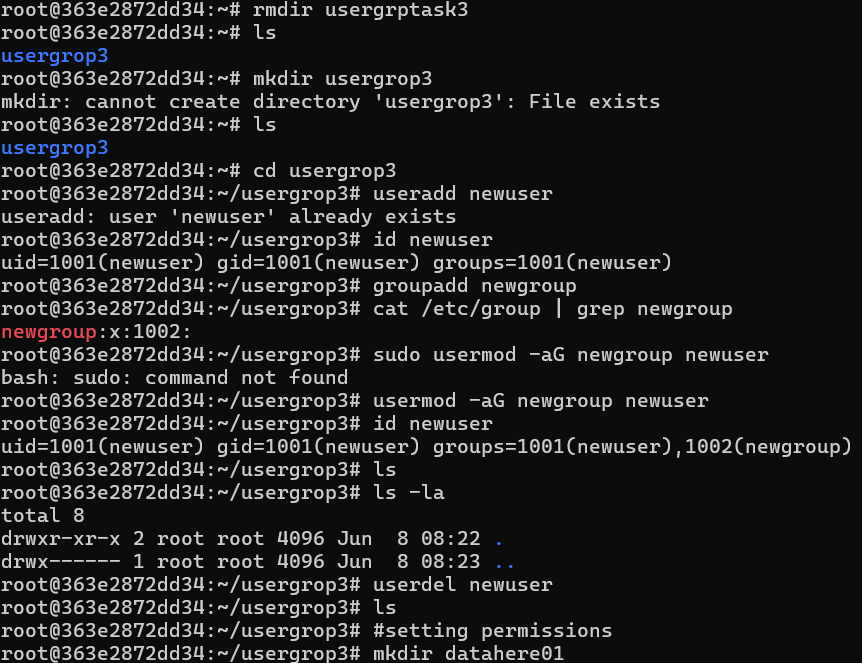 root@363e2872dd34:~# rmdir usergrptask3
root@363e2872dd34:~# ls
usergrop3
root@363e2872dd34:~# mkdir usergrop3
mkdir: cannot create directory 'usergrop3': File exists
root@363e2872dd34:~# ls
usergrop3
root@363e2872dd34:~# cd usergrop3
root@363e2872dd34:~/usergrop3# useradd newuser
useradd: user 'newuser' already exists
root@363e2872dd34:~/usergrop3# id newuser
uid=1001(newuser) gid=1001(newuser) groups=1001(newuser)
root@363e2872dd34:~/usergrop3# groupadd newgroup
root@363e2872dd34:~/usergrop3# cat /etc/group | grep newgroup
newgroup:x:1002:
root@363e2872dd34:~/usergrop3# sudo usermod -aG newgroup newuser
bash: sudo: command not found
root@363e2872dd34:~/usergrop3# usermod -aG newgroup newuser
root@363e2872dd34:~/usergrop3# id newuser
uid=1001(newuser) gid=1001(newuser) groups=1001(newuser),1002(newgroup)
root@363e2872dd34:~/usergrop3# ls
root@363e2872dd34:~/usergrop3# ls -la
total 8
drwxr-xr-x 2 root root 4096 Jun  8 08:22 .
drwx------ 1 root root 4096 Jun  8 08:23 ..
root@363e2872dd34:~/usergrop3# userdel newuser
root@363e2872dd34:~/usergrop3# ls
root@363e2872dd34:~/usergrop3# #setting permissions
root@363e2872dd34:~/usergrop3# mkdir datahere01